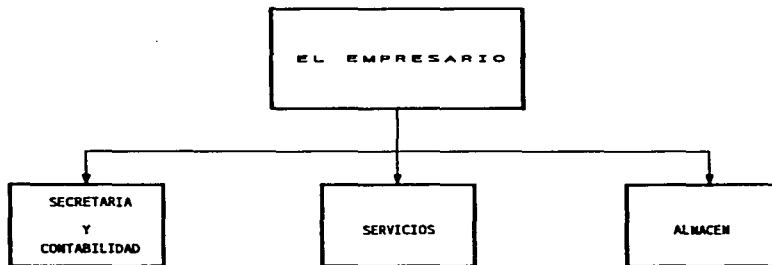 EL EMPRESARIO
SECRETARIA
Y
CONTABILIDAD
SERVICIOS
ALMACEN